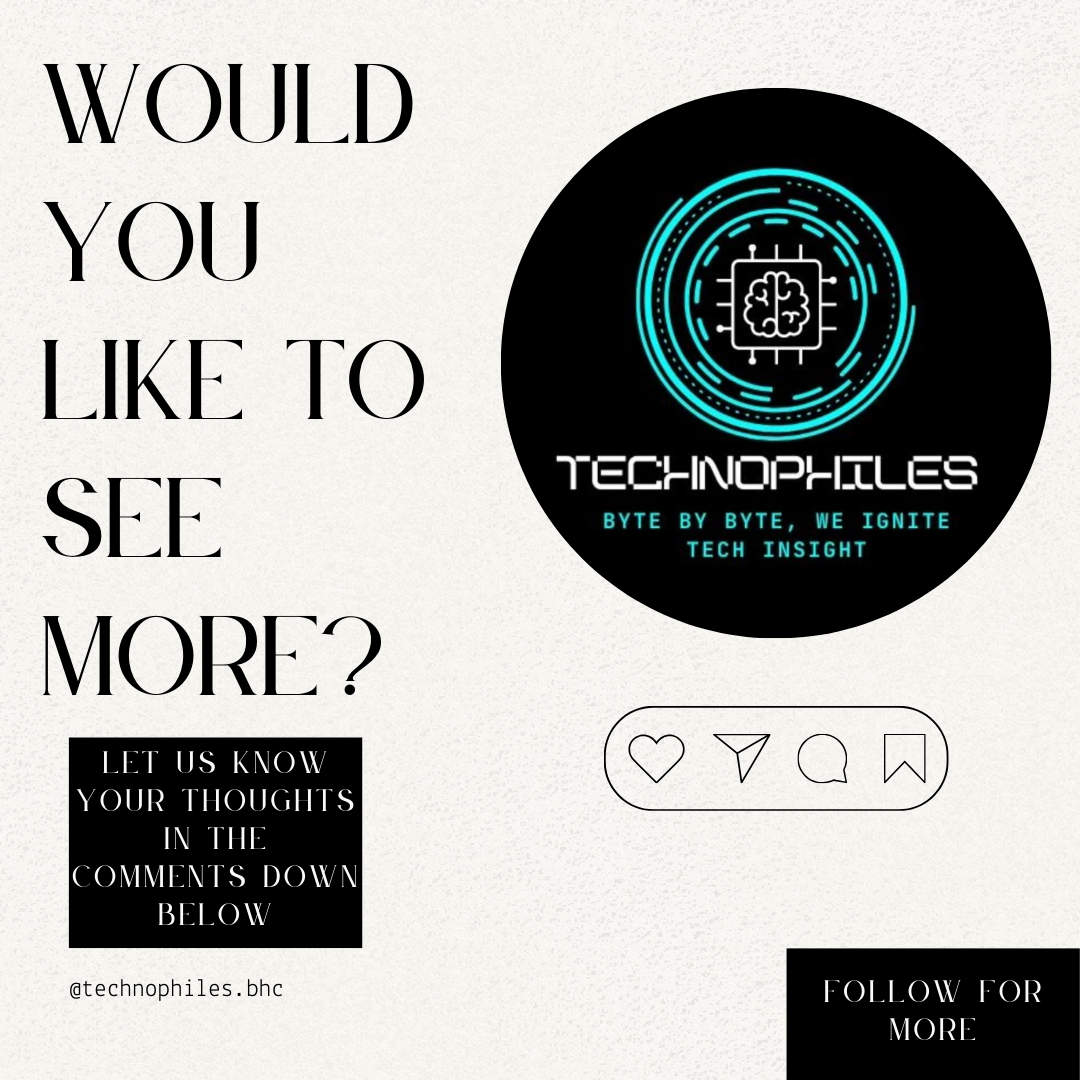 WOULD
YOU
LIKE TO
SEE
MORE?
TECHNOPHILES
BYTE BY BYTE, WE IGNITE
TECH INSIGHT
LET US KNOW
YOUR THOUGHTS
IN THE
COMMENTS DOWN
BELOW
@technophiles.bhc
FOLLOW FOR
MORE